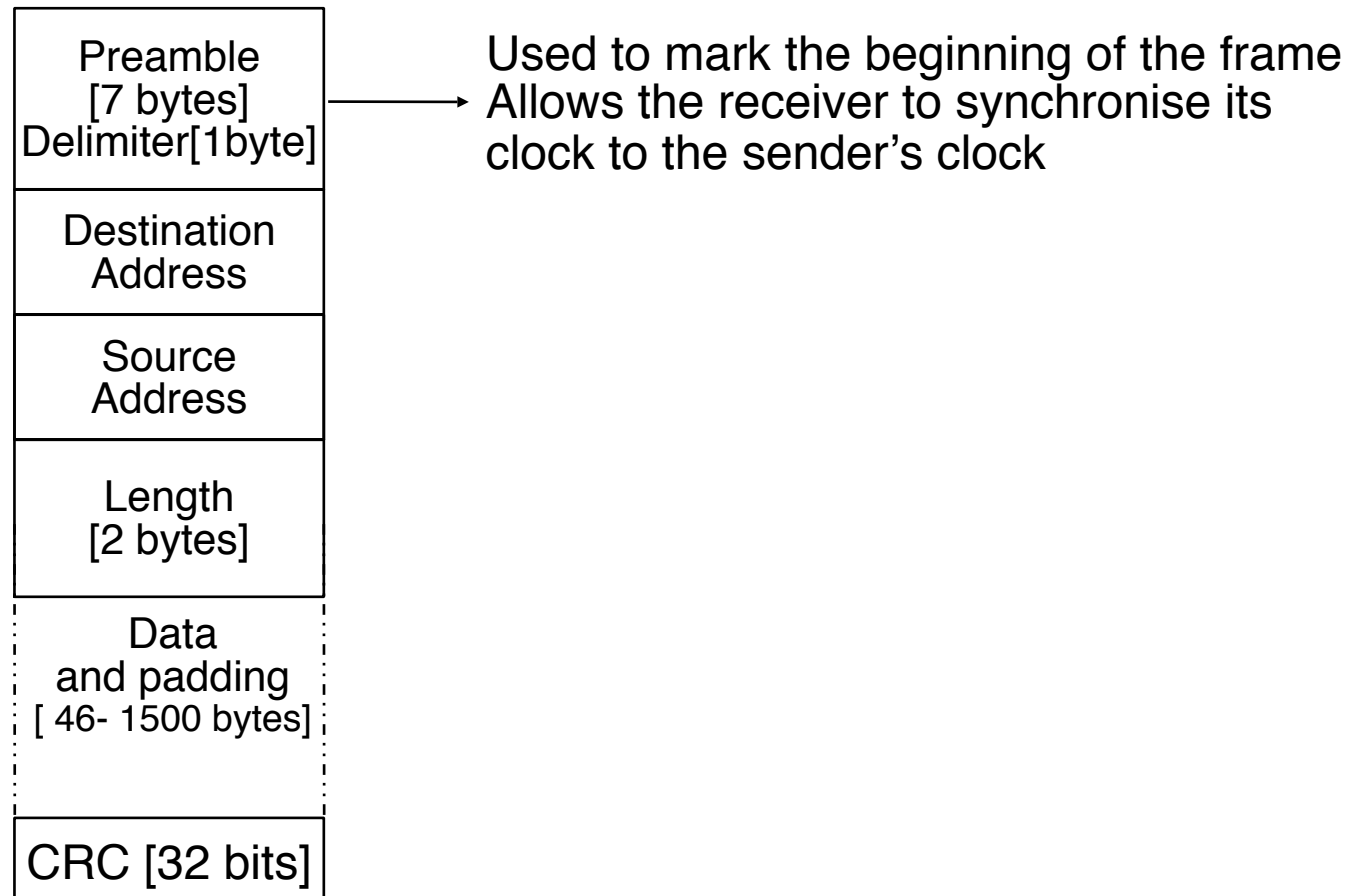 Preamble
[7 bytes]
Delimiter[1byte]
Used to mark the beginning of the frame
Allows the receiver to synchronise its
clock to the sender’s clock
Destination
Address
Source
Address
Length
[2 bytes]
Data
and padding
[ 46- 1500 bytes]
CRC [32 bits]